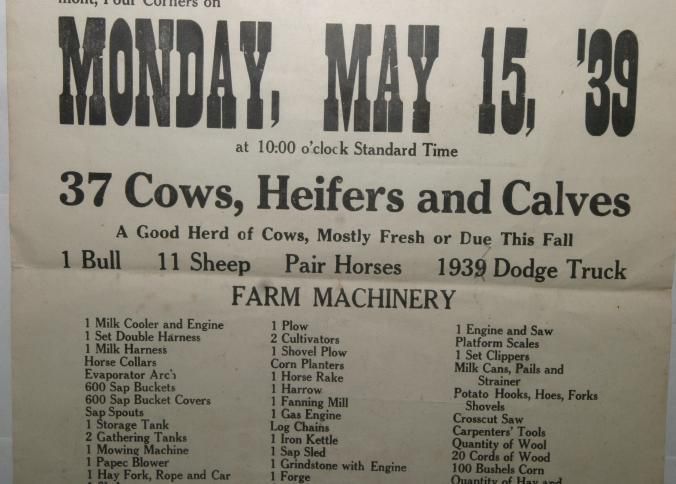 mont, Four Corners on
MONDAY, MAY 15, '39
at 10:00 o'clock Standard Time
37 Cows, Heifers and Calves
A Good Herd of Cows, Mostly Fresh or Due This Fall
1 Bull 11 Sheep Pair Horses 1939 Dodge Truck
FARM MACHINERY
1 Milk Cooler and Engine
1 Set Double Harness
1 Milk Harness
Horse Collars
Evaporator Arc's
600 Sap Buckets
600 Sap Bucket Covers
Sap Spouts
1 Storage Tank
2 Gathering Tanks
1 Mowing Machine
1 Papec Blower
1 Hay Fork, Rope and Car
1 Plow
2 Cultivators
1 Shovel Plow
Corn Planters
1 Horse Rake
1 Harrow
1 Fanning Mill
1 Gas Engine
Log Chains
1 Iron Kettle
1 Sap Sled
1 Grindstone with Engine
1 Forge
1 Engine and Saw
Platform Scales
1 Set Clippers
Milk Cans, Pails and
Strainer
Potato Hooks, Hoes, Forks
Shovels
Crosscut Saw
Carpenters' Tools
Quantity of Wool
20 Cords of Wood
100 Bushels Corn
Quantity of Hay and